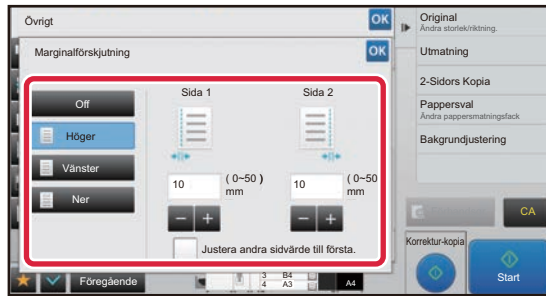 Övrigt
OK
Marginalförskjutning
OK
Off
Höger
Vänster
Ner
Sida 1
Sida 2
10
( 0~50 )
mm
10
( 0~50
mm
Justera andra sidvärde till första.
Föregående
3 B4
4 A3
A4
Original
Ändra storlek/riktning.
Utmatning
2-Sidors Kopia
Pappersval
Ändra pappersmatningsfack
Bakgrundjustering
CA
Korrektur-kopia
Start